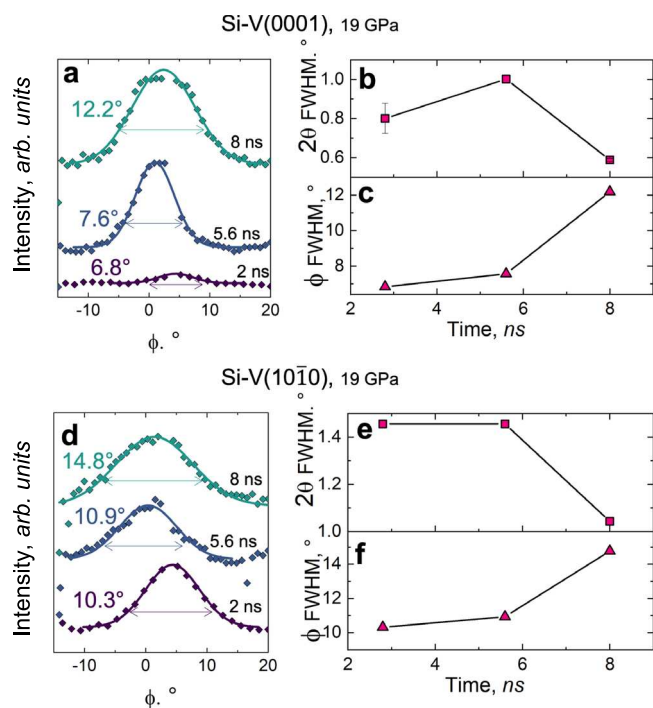 Si-V(0001), 19 GPa
a
Intensity, arb. units
12.2°
8 ns
7.6°
5.6 ns
6.8°
2 ns
-10 0 10 20
ϕ. °
b
2θ FWHM. °
1.0
0.8
0.6
c
ϕ FWHM, °
12
10
8
2 4 6 8
Time, ns
Si-V(101̄0), 19 GPa
d
Intensity, arb. units
14.8°
8 ns
10.9°
5.6 ns
10.3°
2 ns
-10 0 10 20
ϕ. °
e
2θ FWHM. °
1.4
1.2
1.0
f
ϕ FWHM, °
14
12
10
2 4 6 8
Time, ns